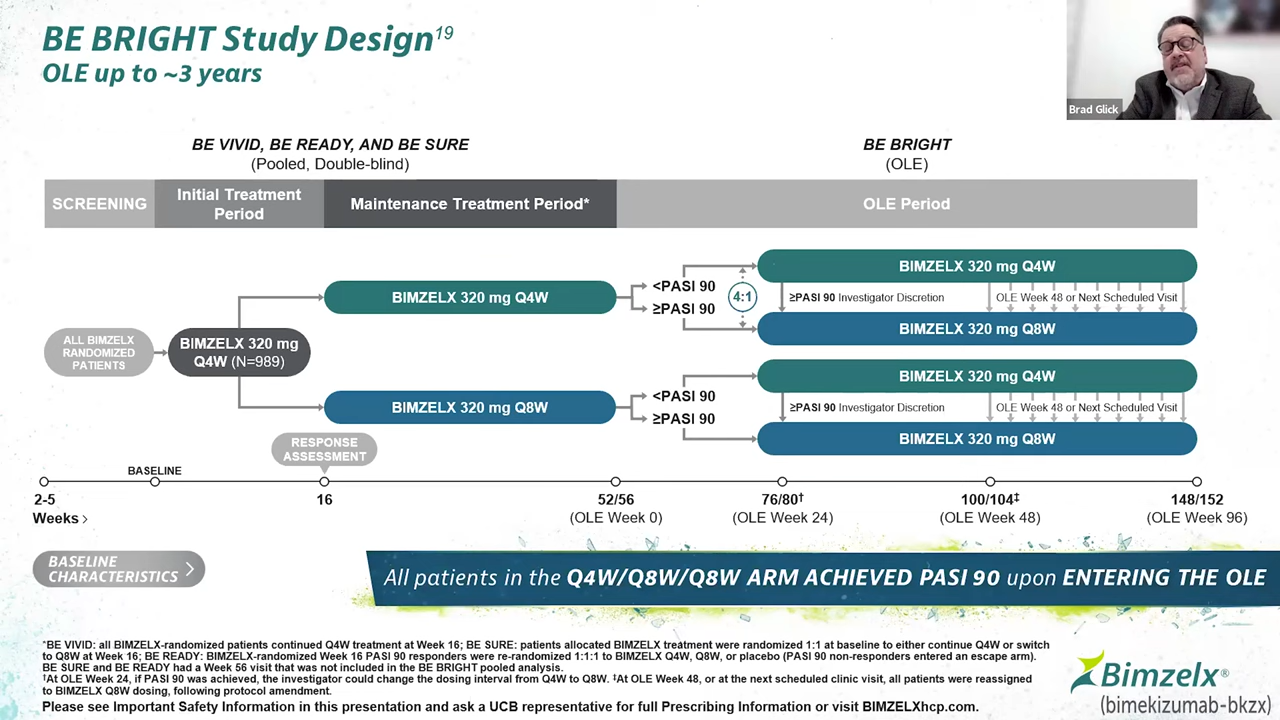 BE BRIGHT Study Design19
OLE up to ~3 years
Brad Glick
BE VIVID, BE READY, AND BE SURE
(Pooled, Double-blind)
BE BRIGHT
(OLE)
SCREENING
Initial Treatment
Period
Maintenance Treatment Period*
OLE Period
ALL BIMZELX
RANDOMIZED
PATIENTS
BIMZELX 320 mg
Q4W (N=989)
BIMZELX 320 mg Q4W
<PASI 90
≥PASI 90
4:1
BIMZELX 320 mg Q4W
≥PASI 90 Investigator Discretion
OLE Week 48 or Next Scheduled Visit
BIMZELX 320 mg Q8W
BIMZELX 320 mg Q8W
<PASI 90
≥PASI 90
BIMZELX 320 mg Q4W
≥PASI 90 Investigator Discretion
OLE Week 48 or Next Scheduled Visit
BIMZELX 320 mg Q8W
RESPONSE
ASSESSMENT
BASELINE
2-5
Weeks >
16
52/56
(OLE Week 0)
76/80†
(OLE Week 24)
100/104‡
(OLE Week 48)
148/152
(OLE Week 96)
BASELINE
CHARACTERISTICS >
All patients in the Q4W/Q8W/Q8W ARM ACHIEVED PASI 90 upon ENTERING THE OLE
*BE VIVID: all BIMZELX-randomized patients continued Q4W treatment at Week 16; BE SURE: patients allocated BIMZELX treatment were randomized 1:1 at baseline to either continue Q4W or switch
to Q8W at Week 16; BE READY: BIMZELX-randomized Week 16 PASI 90 responders were re-randomized 1:1:1 to BIMZELX Q4W, Q8W, or placebo (PASI 90 non-responders entered an escape arm).
BE SURE and BE READY had a Week 56 visit that was not included in the BE BRIGHT pooled analysis.
†At OLE Week 24, if PASI 90 was achieved, the investigator could change the dosing interval from Q4W to Q8W. ‡At OLE Week 48, or at the next scheduled clinic visit, all patients were reassigned
to BIMZELX Q8W dosing, following protocol amendment.
Please see Important Safety Information in this presentation and ask a UCB representative for full Prescribing Information or visit BIMZELXhcp.com.
Bimzelx®
(bimekizumab-bkzx)